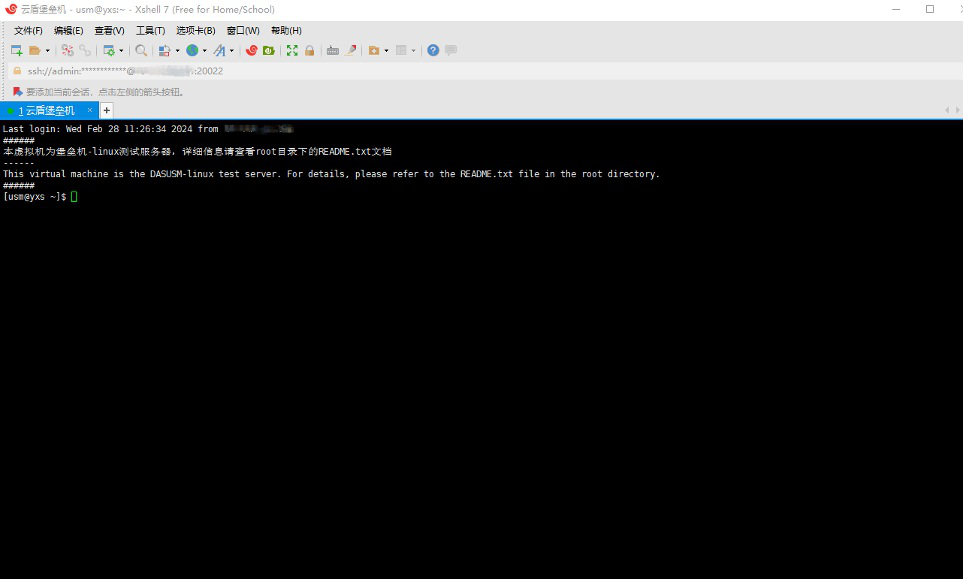 云盾堡垒机 - usm@yxs:~ - Xshell 7 (Free for Home/School)
文件(F) 编辑(E) 查看(V) 工具(T) 选项卡(B) 窗口(W) 帮助(H)
ssh://admin:************@ :20022
要添加当前会话，点击左侧的箭头按钮。
1 云盾堡垒机 × +
Last login: Wed Feb 28 11:26:34 2024 from
######
本虚拟机为堡垒机-linux测试服务器，详细信息请查看root目录下的README.txt文档
------
This virtual machine is the DASUSM-linux test server. For details, please refer to the README.txt file in the root directory.
######
[usm@yxs ~]$